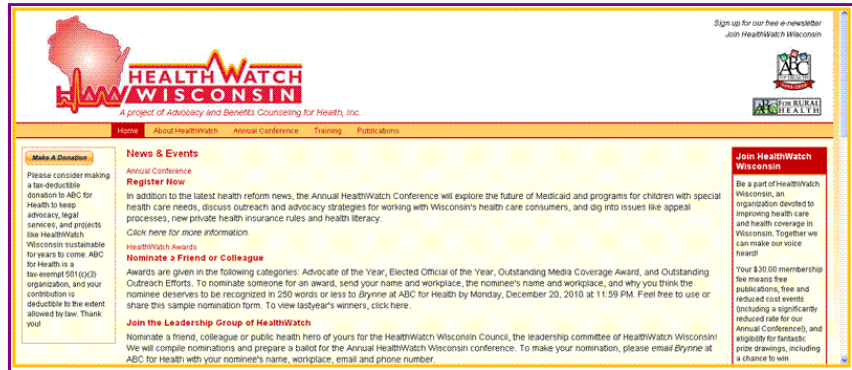 Sign up for our free e-newsletter
Join HealthWatch Wisconsin
HEALTH WATCH
WISCONSIN
A project of Advocacy and Benefits Counseling for Health, Inc.
ABC
FOR HEALTH
ABC FOR RURAL
HEALTH
Home About HealthWatch Annual Conference Training Publications
Make A Donation
Please consider making
a tax-deductible
donation to ABC for
Health to keep
advocacy, legal
services, and projects
like HealthWatch
Wisconsin sustainable
for years to come. ABC
for Health is a
tax-exempt 501(c)(3)
organization, and your
contribution is
deductible to the extent
allowed by law. Thank
you!
News & Events
Annual Conference
Register Now
In addition to the latest health reform news, the Annual HealthWatch Conference will explore the future of Medicaid and programs for children with special
health care needs, discuss outreach and advocacy strategies for working with Wisconsin's health care consumers, and dig into issues like appeal
processes, new private health insurance rules and health literacy.
Click here for more information.
HealthWatch Awards
Nominate a Friend or Colleague
Awards are given in the following categories: Advocate of the Year, Elected Official of the Year, Outstanding Media Coverage Award, and Outstanding
Outreach Efforts. To nominate someone for an award, send your name and workplace, the nominee's name and workplace, and why you think the
nominee deserves to be recognized in 250 words or less to Brynne at ABC for Health by Monday, December 20, 2010 at 11:59 PM. Feel free to use or
share this sample nomination form. To view lastyear's winners, click here.
Join the Leadership Group of HealthWatch
Nominate a friend, colleague or public health hero of yours for the HealthWatch Wisconsin Council, the leadership committee of HealthWatch Wisconsin!
We will compile nominations and prepare a ballot for the Annual HealthWatch Wisconsin conference. To make your nomination, please email Brynne at
ABC for Health with your nominee's name, workplace, email and phone number.
Join HealthWatch
Wisconsin
Be a part of HealthWatch
Wisconsin, an
organization devoted to
improving health care
and health coverage in
Wisconsin. Together we
can make our voice
heard!
Your $30.00 membership
fee means free
publications, free and
reduced cost events
(including a significantly
reduced rate for our
Annual Conference!), and
eligibility for fantastic
prize drawings, including
a chance to win